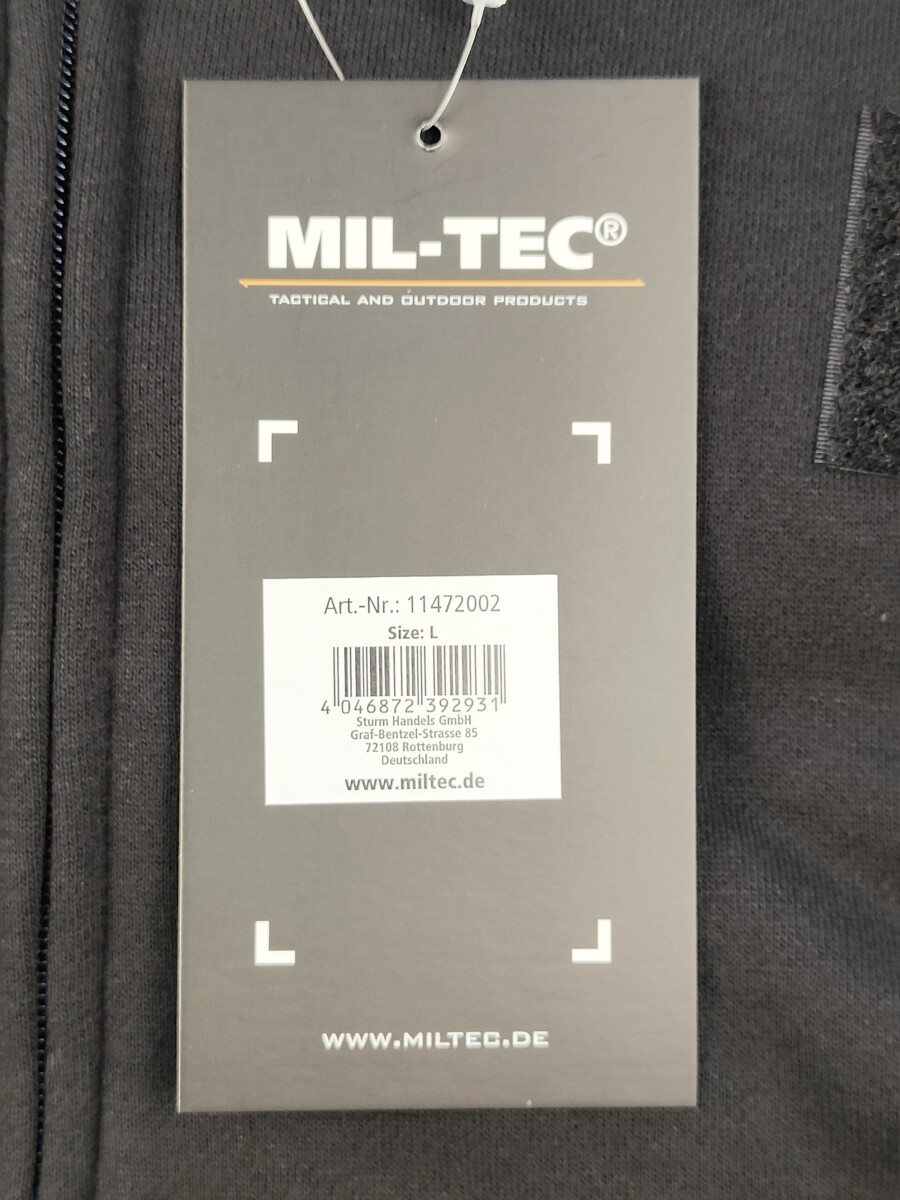 MIL-TEC®
TACTICAL AND OUTDOOR PRODUCTS
Art.-Nr.: 11472002
Size: L
4 046872 392931
Sturm Handels GmbH
Graf-Bentzel-Strasse 85
72108 Rottenburg
Deutschland
www.miltec.de
WWW.MILTEC.DE